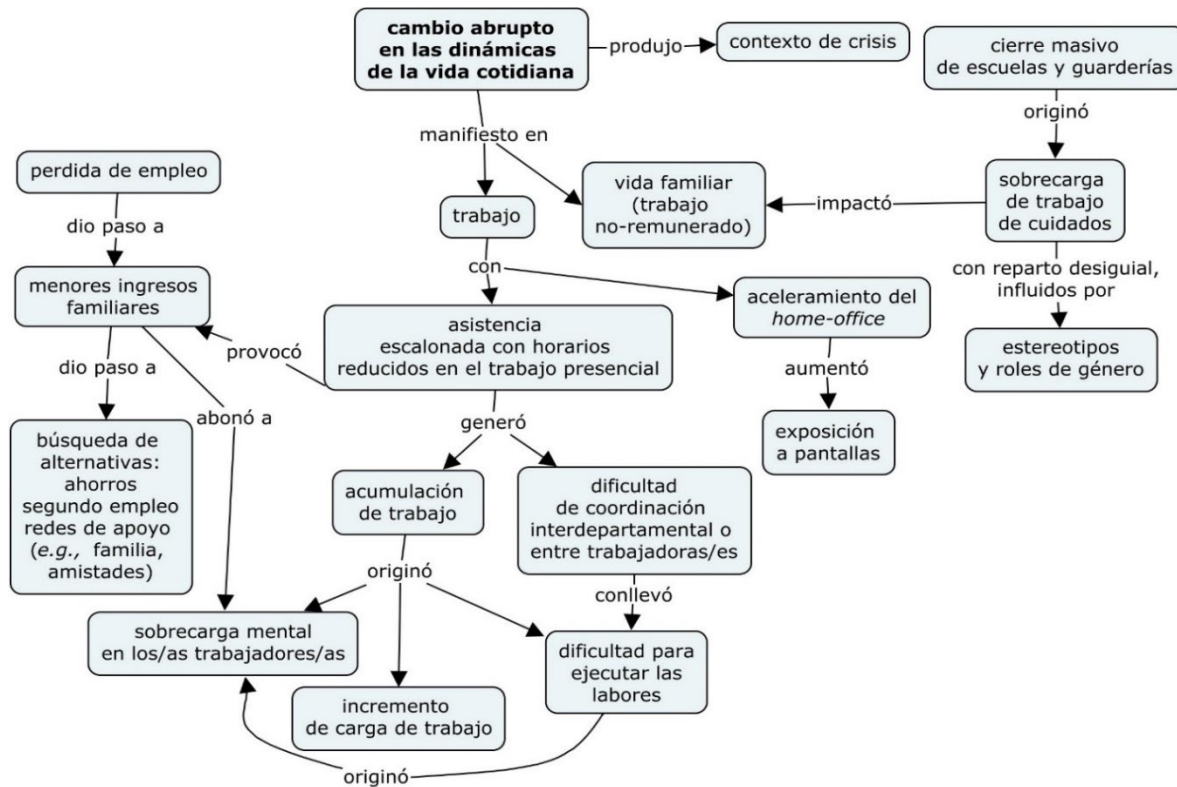 cambio abrupto
en las dinámicas
de la vida cotidiana
produjo
contexto de crisis
cierre masivo
de escuelas y guarderías
originó
manifiesto en
perdida de empleo
vida familiar
(trabajo
no-remunerado)
sobrecarga
de trabajo
de cuidados
impactó
trabajo
dio paso a
con
con reparto desiguial,
influidos por
menores ingresos
familiares
aceleramiento del
home-office
asistencia
escalonada con horarios
reducidos en el trabajo presencial
provocó
estereotipos
y roles de género
dio paso a
aumentó
abonó a
generó
exposición
a pantallas
búsqueda de
alternativas:
ahorros
segundo empleo
redes de apoyo
(e.g., familia,
amistades)
acumulación
de trabajo
dificultad
de coordinación
interdepartamental o
entre trabajadoras/es
originó
conllevó
sobrecarga mental
en los/as trabajadores/as
dificultad para
ejecutar las
labores
incremento
de carga de trabajo
originó